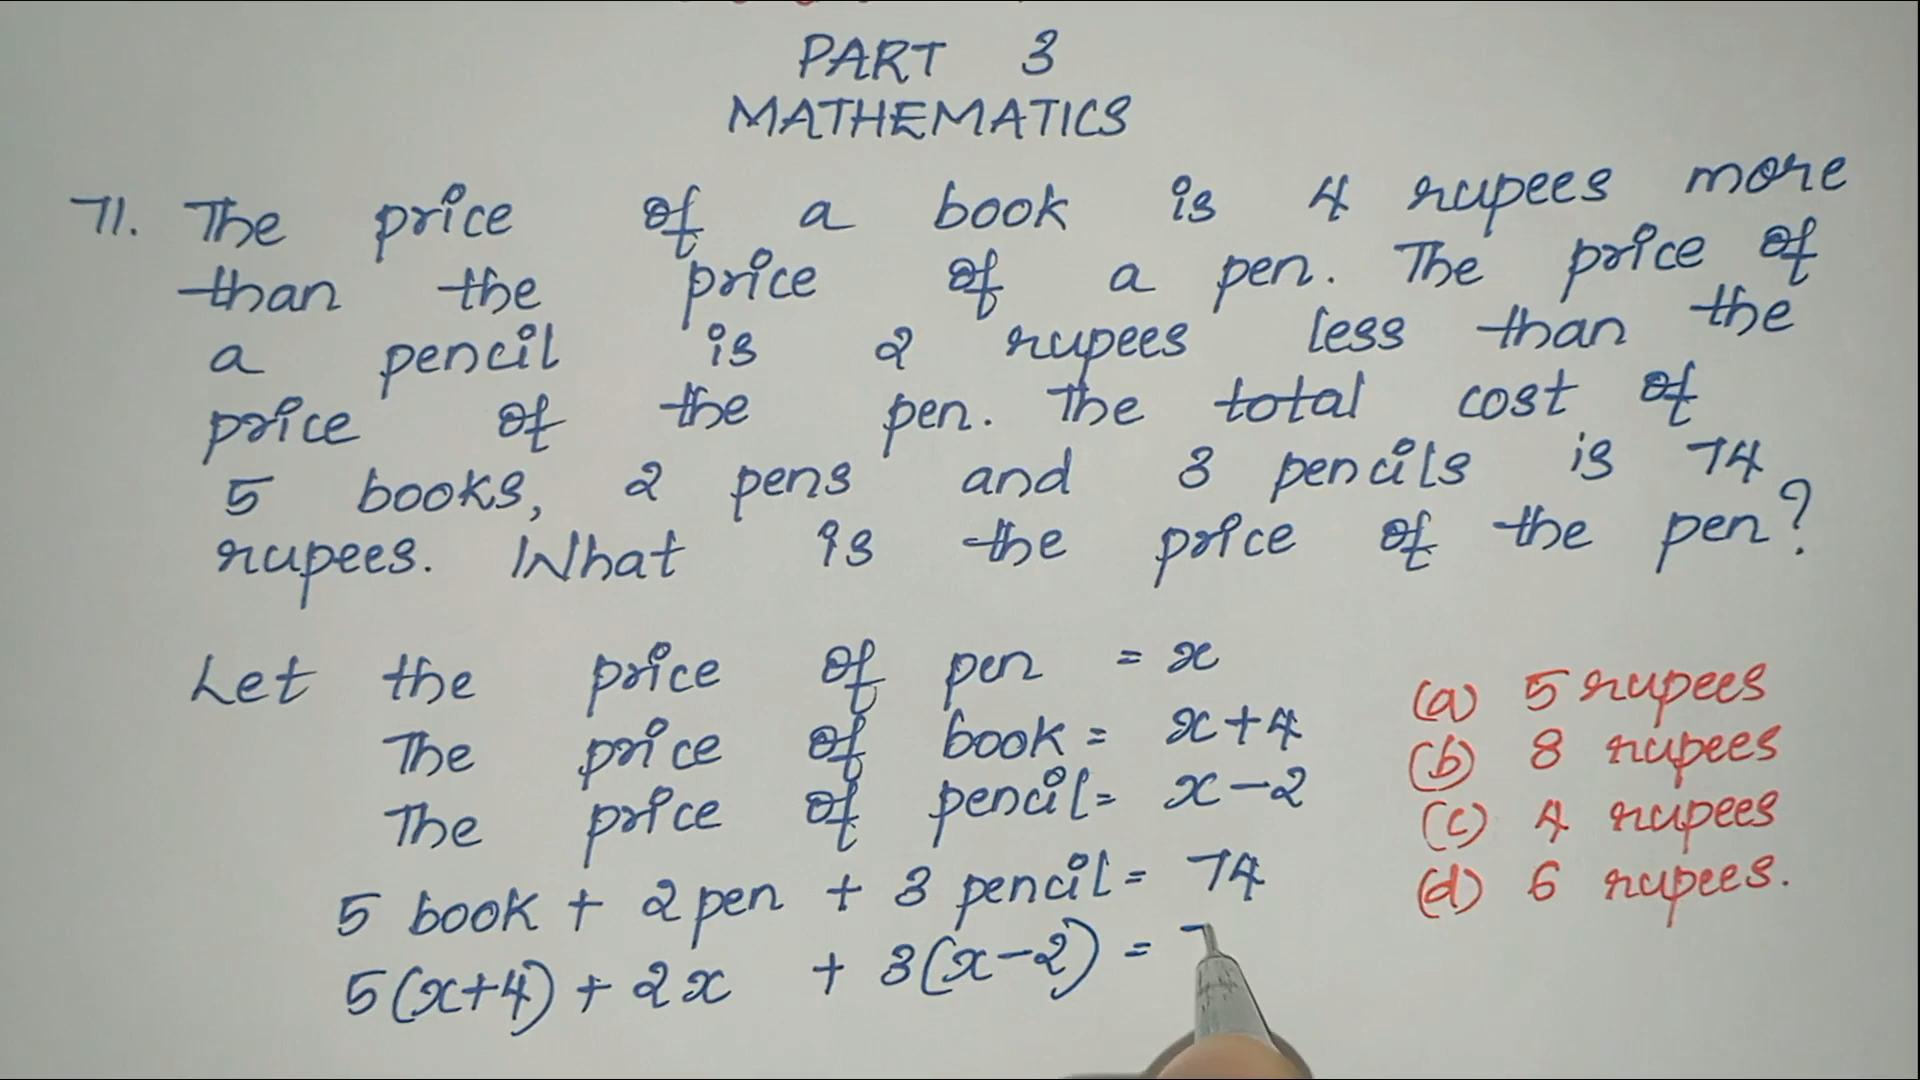 PART 3
MATHEMATICS
71. The price of a book is 4 rupees more
than the price of a pen. The price of
a pencil is 2 rupees less than the
price of the pen. The total cost of
5 books, 2 pens and 3 pencils is 74
rupees. What is the price of the pen?
Let the price of pen = x
The price of book = x+4
The price of pencil = x-2
5 book + 2 pen + 3 pencil = 74
5(x+4) + 2x + 3(x-2) =
(a) 5 rupees
(b) 8 rupees
(c) 4 rupees
(d) 6 rupees.